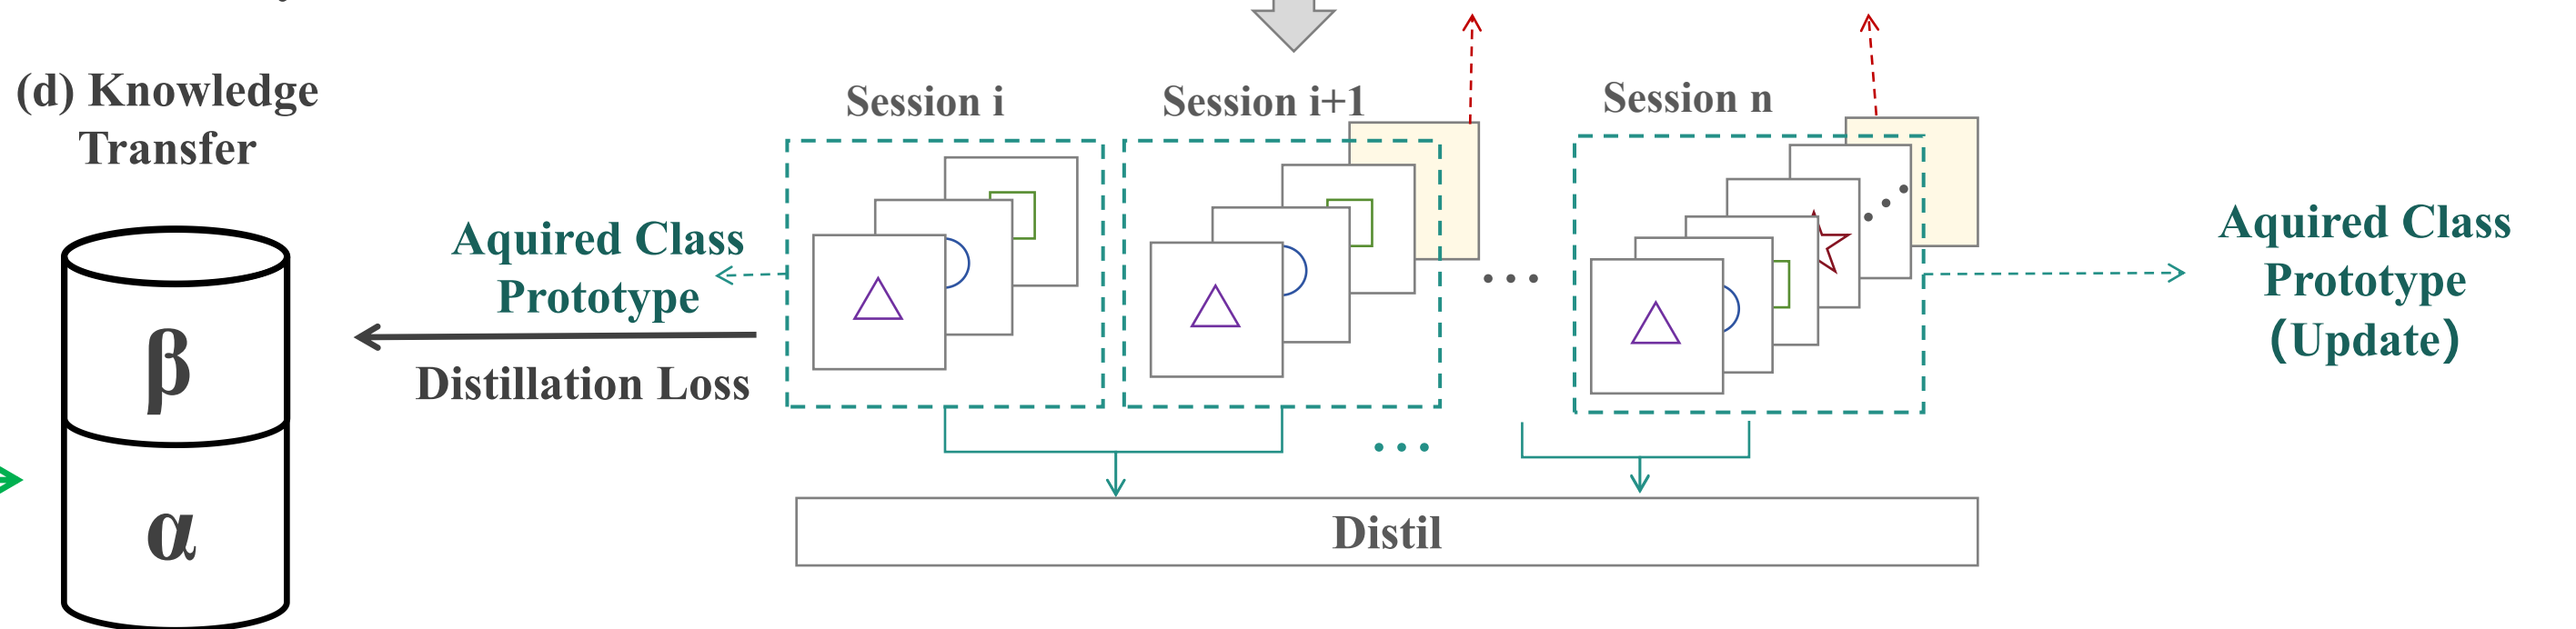 (d) Knowledge
Transfer
β
α
Aquired Class
Prototype
Distillation Loss
Session i
Session i+1
Session n
...
...
Distil
Aquired Class
Prototype
(Update)